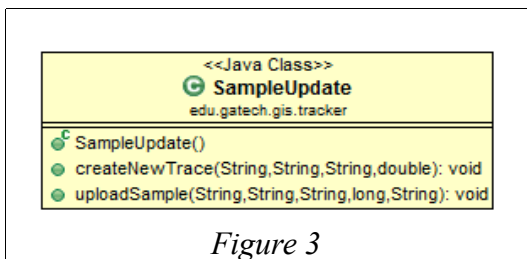 <<Java Class>>
C SampleUpdate
edu.gatech.gis.tracker
C SampleUpdate()
createNewTrace(String,String,String,double): void
uploadSample(String,String,String,long,String): void
Figure 3